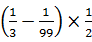 (1/3 − 1/99) × 1/2